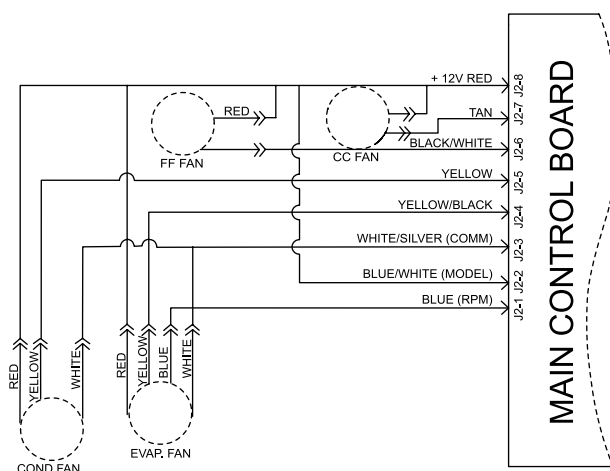 + 12V RED
J2-8
RED
TAN
J2-7
FF FAN
CC FAN
BLACK/WHITE
J2-6
YELLOW
J2-5
YELLOW/BLACK
J2-4
WHITE/SILVER (COMM)
J2-3
BLUE/WHITE (MODEL)
J2-2
BLUE (RPM)
J2-1
MAIN CONTROL BOARD
RED
YELLOW
WHITE
RED
YELLOW
BLUE
WHITE
COND FAN
EVAP. FAN